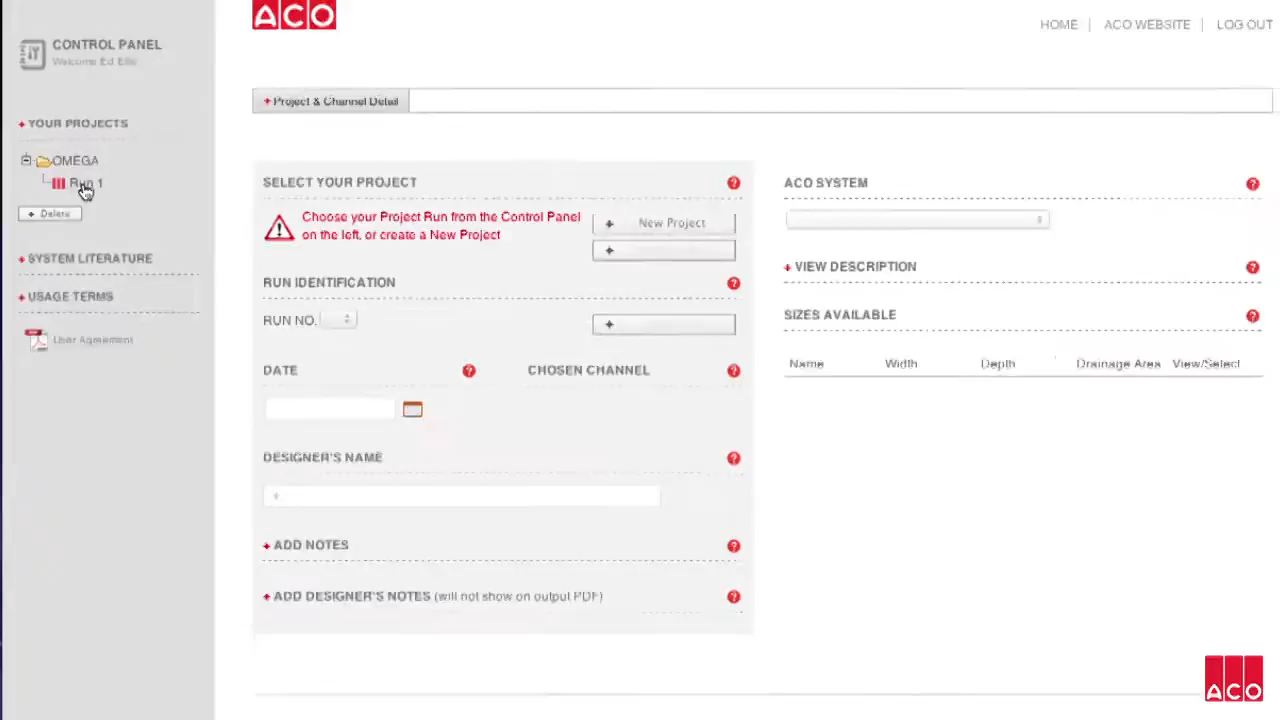 ACO
HOME
ACO WEBSITE
LOG OUT
CONTROL PANEL
Welcome Ed Ellis
Project & Channel Detail
YOUR PROJECTS
OMEGA
Run 1
Delete
SYSTEM LITERATURE
USAGE TERMS
User Agreement
SELECT YOUR PROJECT
Choose your Project Run from the Control Panel
on the left, or create a New Project
New Project
RUN IDENTIFICATION
RUN NO.
DATE
CHOSEN CHANNEL
DESIGNER'S NAME
ADD NOTES
ADD DESIGNER'S NOTES (will not show on output PDF)
ACO SYSTEM
VIEW DESCRIPTION
SIZES AVAILABLE
Name Width Depth Drainage Area View/Select
ACO